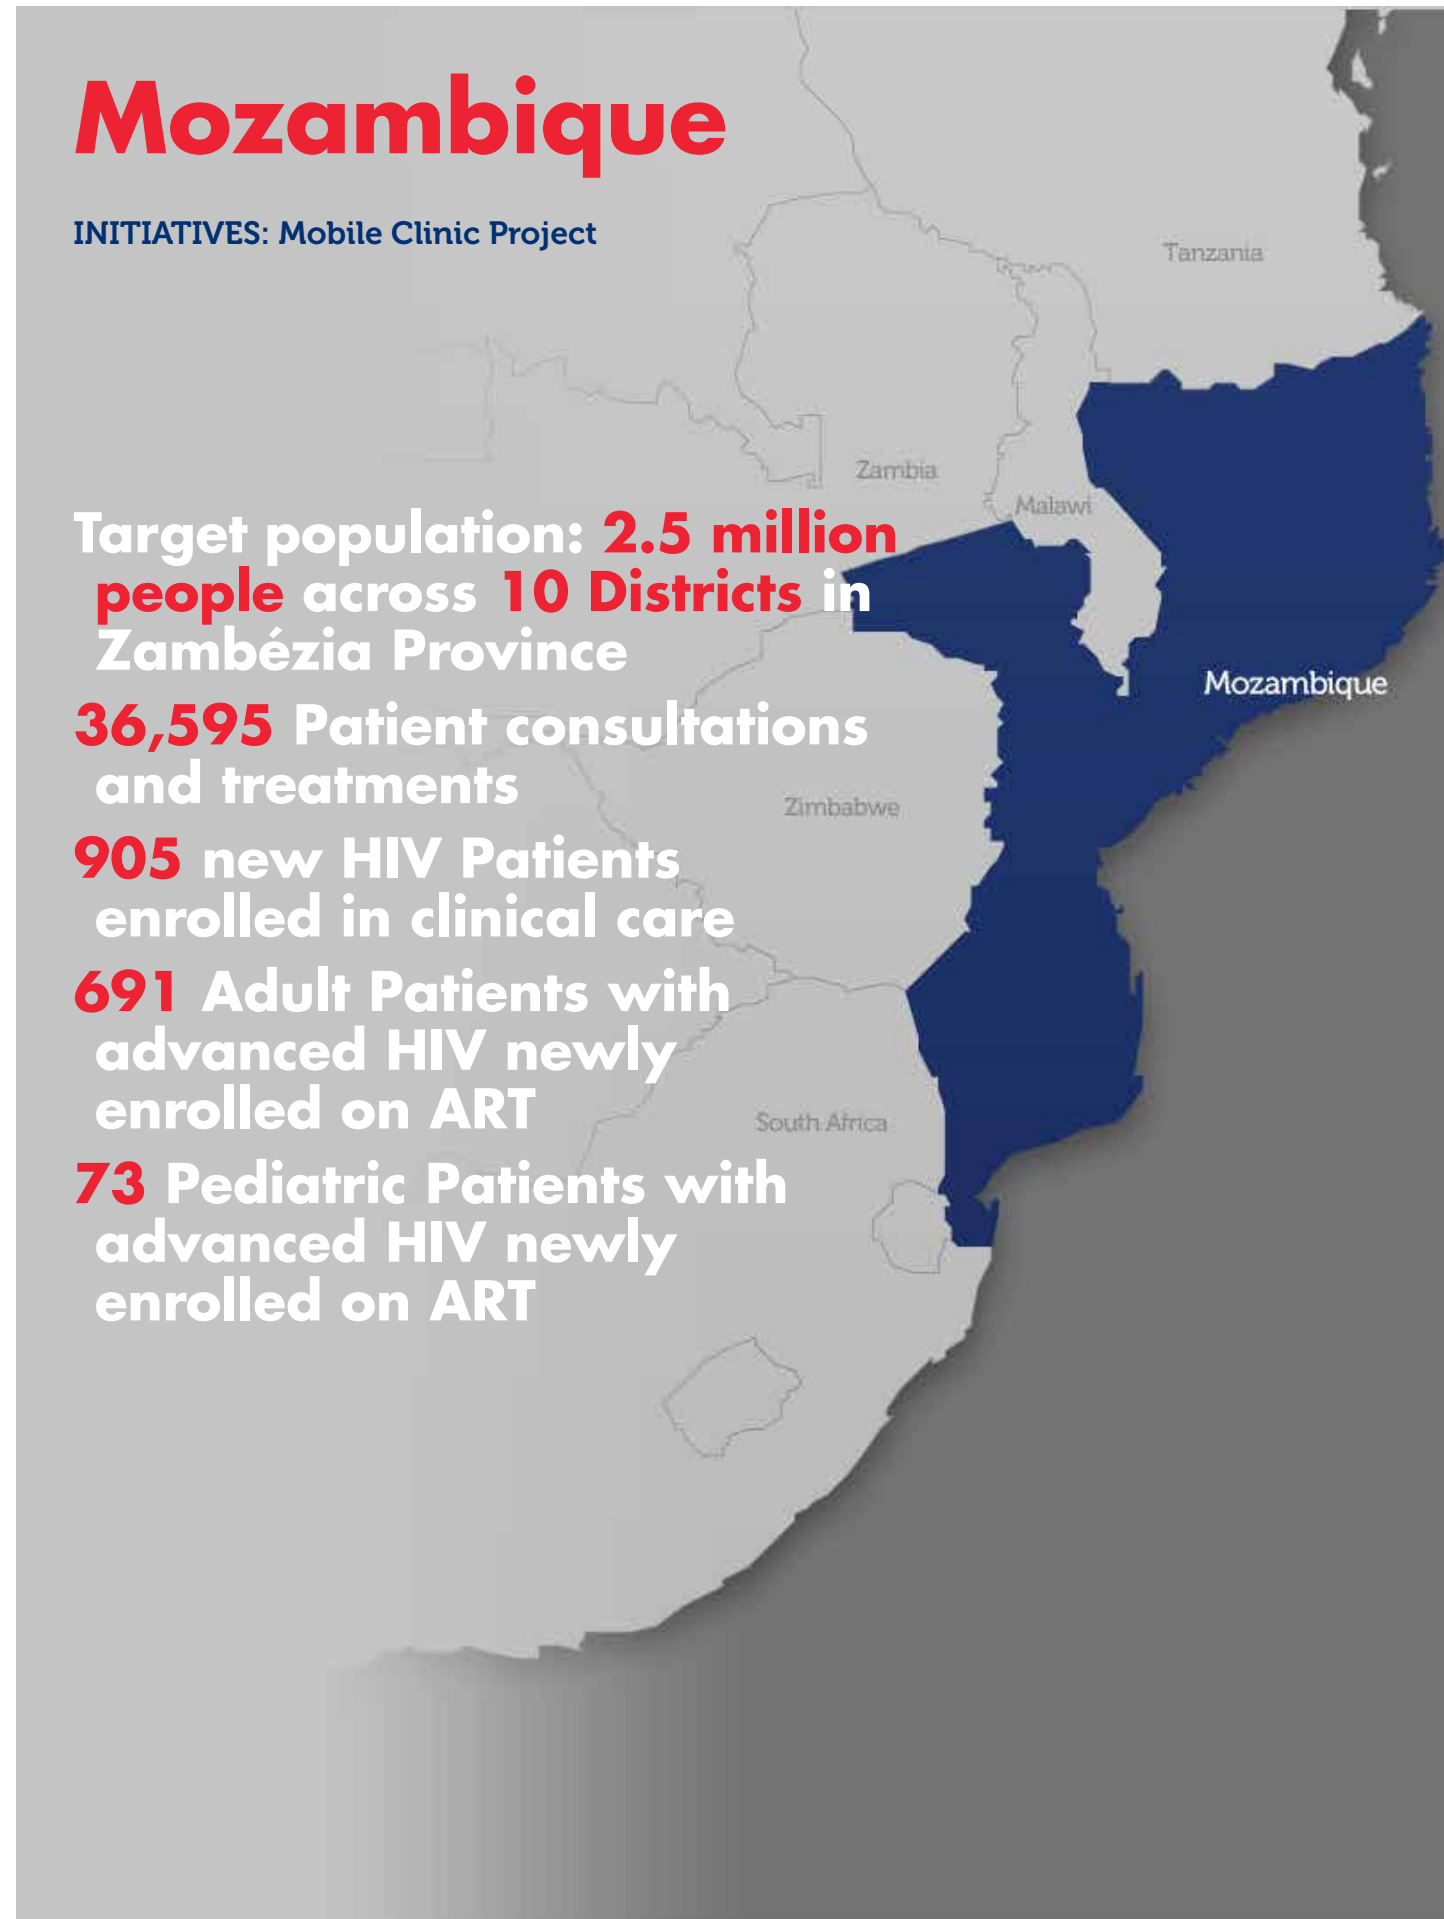 Mozambique
INITIATIVES: Mobile Clinic Project
Tanzania
Zambia
Malawi
Target population: 2.5 million
people across 10 Districts in
Zambézia Province
Mozambique
36,595 Patient consultations
and treatments
Zimbabwe
905 new HIV Patients
enrolled in clinical care
691 Adult Patients with
advanced HIV newly
enrolled on ART
South Africa
73 Pediatric Patients with
advanced HIV newly
enrolled on ART